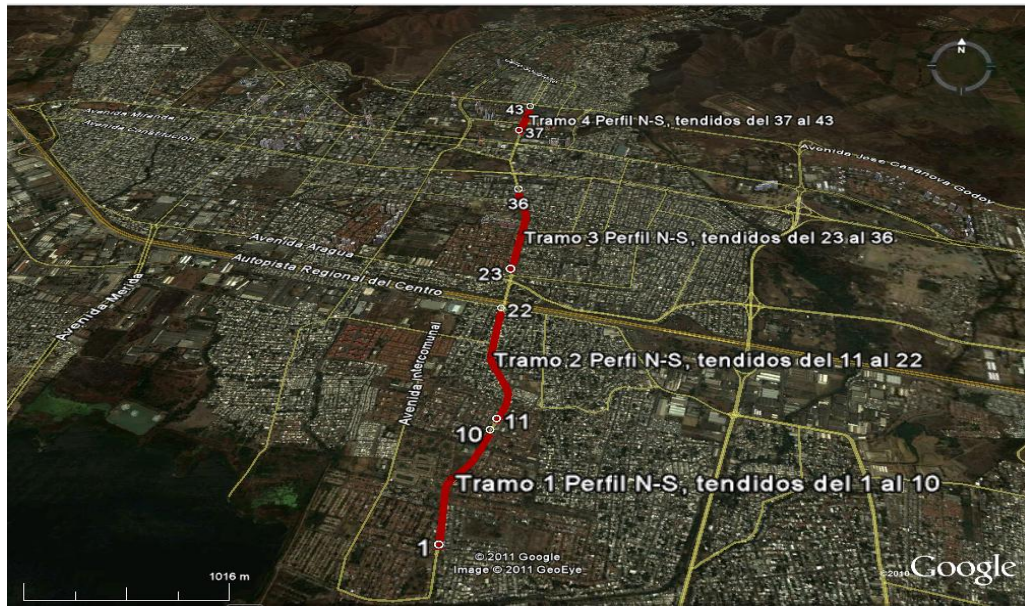 N
43
Tramo 4 Perfil N-S, tendidos del 37 al 43
37
Avenida Miranda
Avenida Constitucion
Avenida Jose Casanova Godoy
36
Tramo 3 Perfil N-S, tendidos del 23 al 36
Avenida Aragua
23
Autopista Regional del Centro
22
Avenida Merida
Avenida Intercomunal
Tramo 2 Perfi N-S, tendidos del 11 al 22
11
10
Tramo 1 Perfil N-S, tendidos del 1 al 10
1
© 2011 Google
Image © 2011 GeoEye
1016 m
©2010 Google